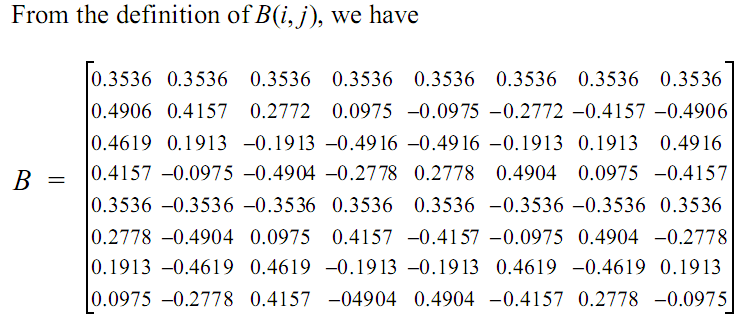 From the definition of B(i, j), we have
0.3536 0.3536 0.3536 0.3536 0.3536 0.3536 0.3536 0.3536
0.4906 0.4157 0.2772 0.0975 −0.0975 −0.2772 −0.4157 −0.4906
0.4619 0.1913 −0.1913 −0.4916 −0.4916 −0.1913 0.1913 0.4916
B = 0.4157 −0.0975 −0.4904 −0.2778 0.2778 0.4904 0.0975 −0.4157
0.3536 −0.3536 −0.3536 0.3536 0.3536 −0.3536 −0.3536 0.3536
0.2778 −0.4904 0.0975 0.4157 −0.4157 −0.0975 0.4904 −0.2778
0.1913 −0.4619 0.4619 −0.1913 −0.1913 0.4619 −0.4619 0.1913
0.0975 −0.2778 0.4157 −04904 0.4904 −0.4157 0.2778 −0.0975